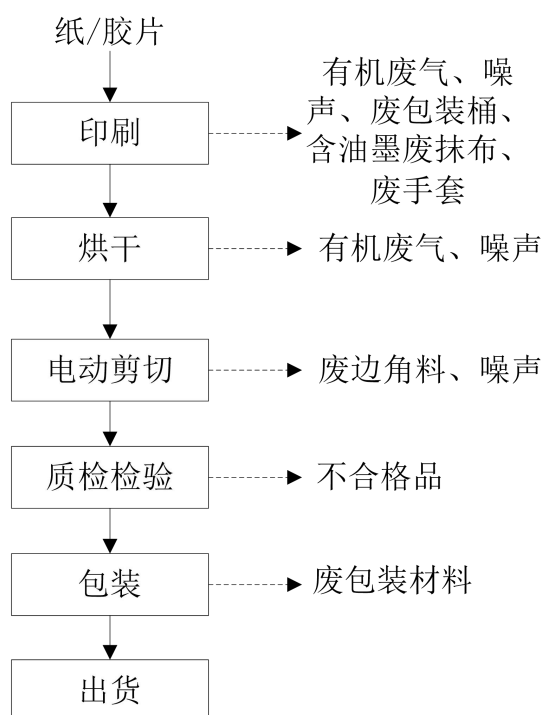 纸/胶片
印刷
有机废气、噪
声、废包装桶、
含油墨废抹布、
废手套
烘干
有机废气、噪声
电动剪切
废边角料、噪声
质检检验
不合格品
包装
废包装材料
出货